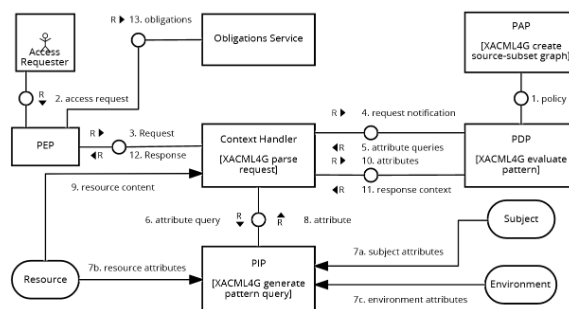 R ▶ 13. obligations
Access
Requester
Obligations Service
PAP
[XACML4G create
source-subset graph]
R
▼
2. access request
1. policy
PEP
R ▶
3. Request
◀R
12. Response
Context Handler
[XACML4G parse
request]
R ▶
4. request notification
◀R
5. attribute queries
R ▶
10. attributes
◀R
11. response context
PDP
[XACML4G evaluate
pattern]
9. resource content
6. attribute query
R
▼
▲
R
8. attribute
Subject
7a. subject attributes
Resource
7b. resource attributes
PIP
[XACML4G generate
pattern query]
Environment
7c. environment attributes